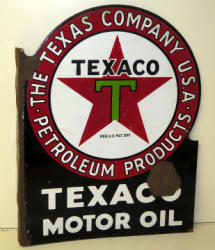 THE TEXAS COMPANY U.S.A.
TEXACO
T
REG. U.S. PAT. OFF.
PETROLEUM PRODUCTS
TEXACO
MOTOR OIL